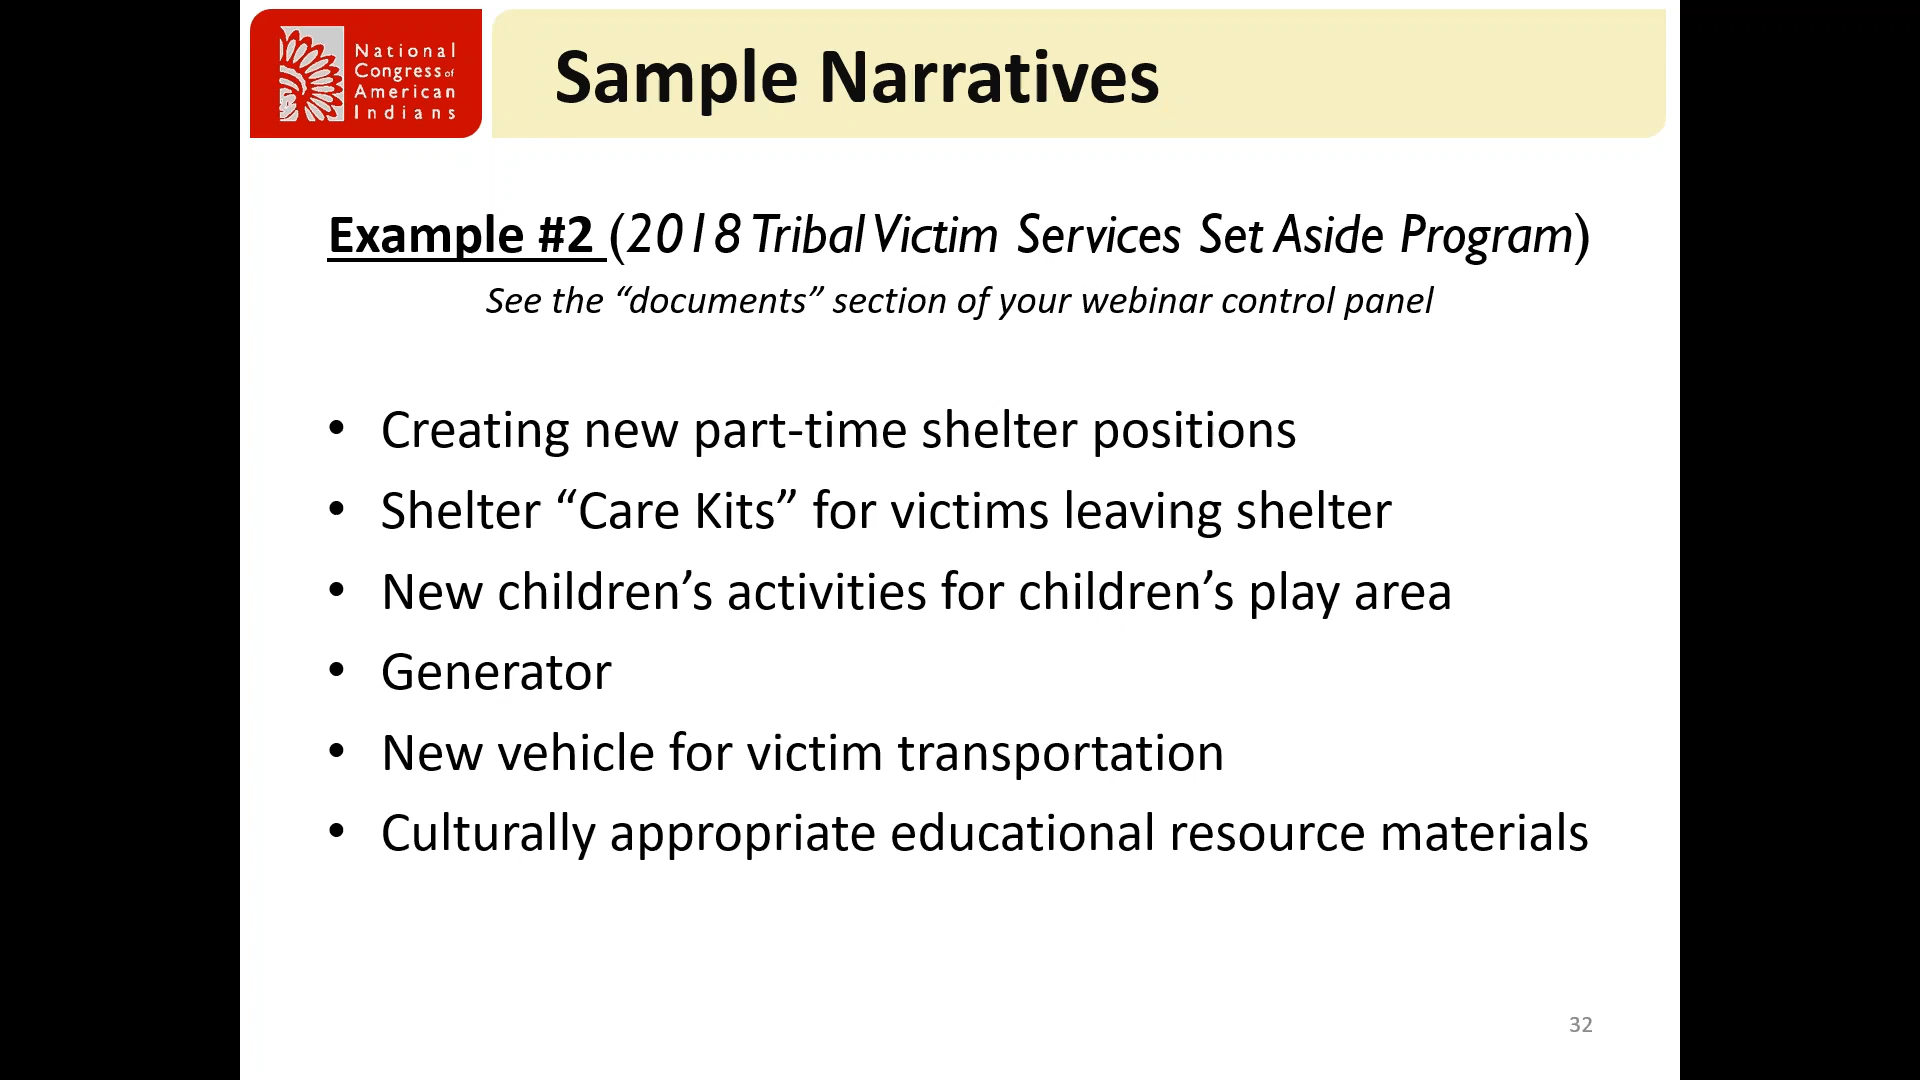 National
Congress of
American
Indians
Sample Narratives
Example #2 (2018 Tribal Victim Services Set Aside Program)
See the “documents” section of your webinar control panel
• Creating new part-time shelter positions
• Shelter “Care Kits” for victims leaving shelter
• New children’s activities for children’s play area
• Generator
• New vehicle for victim transportation
• Culturally appropriate educational resource materials
32